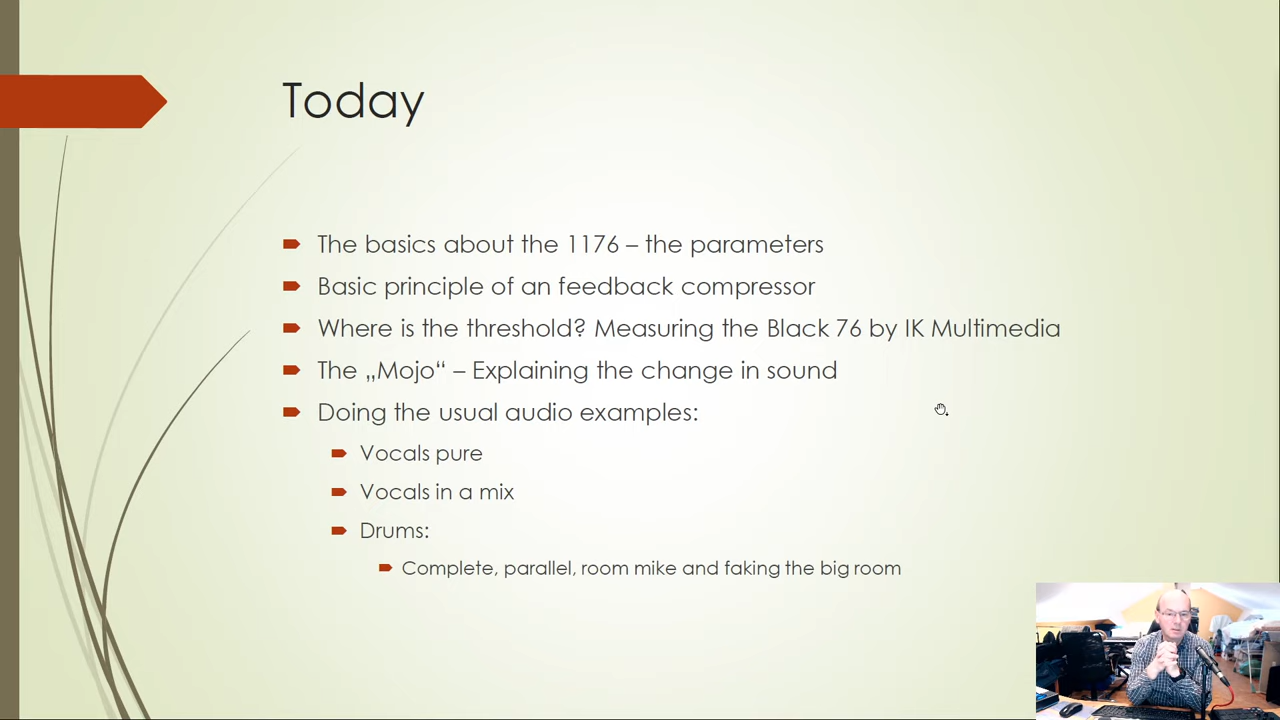 Today
The basics about the 1176 – the parameters
Basic principle of an feedback compressor
Where is the threshold? Measuring the Black 76 by IK Multimedia
The „Mojo“ – Explaining the change in sound
Doing the usual audio examples:
Vocals pure
Vocals in a mix
Drums:
Complete, parallel, room mike and faking the big room